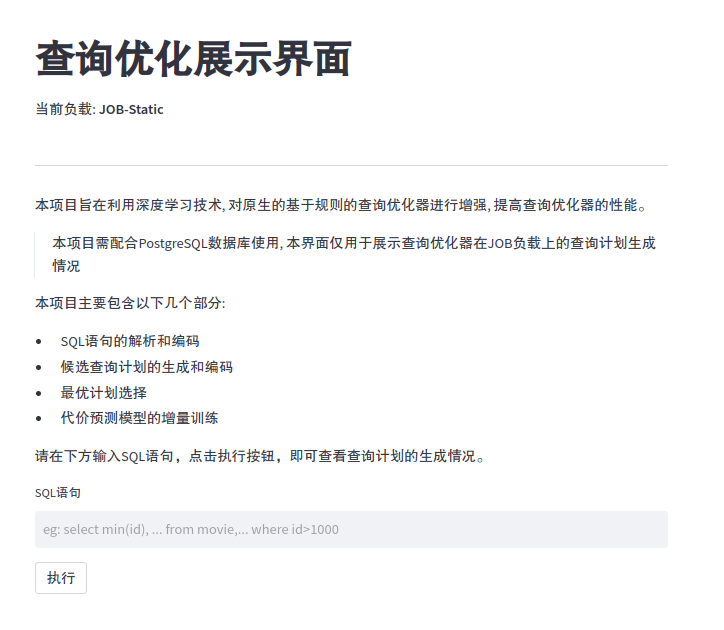 查询优化展示界面
当前负载: JOB-Static
本项目旨在利用深度学习技术, 对原生的基于规则的查询优化器进行增强, 提高查询优化器的性能。
本项目需配合PostgreSQL数据库使用, 本界面仅用于展示查询优化器在JOB负载上的查询计划生成
情况
本项目主要包含以下几个部分:
• SQL语句的解析和编码
• 候选查询计划的生成和编码
• 最优计划选择
• 代价预测模型的增量训练
请在下方输入SQL语句，点击执行按钮，即可查看查询计划的生成情况。
SQL语句
eg: select min(id), ... from movie,... where id>1000
执行